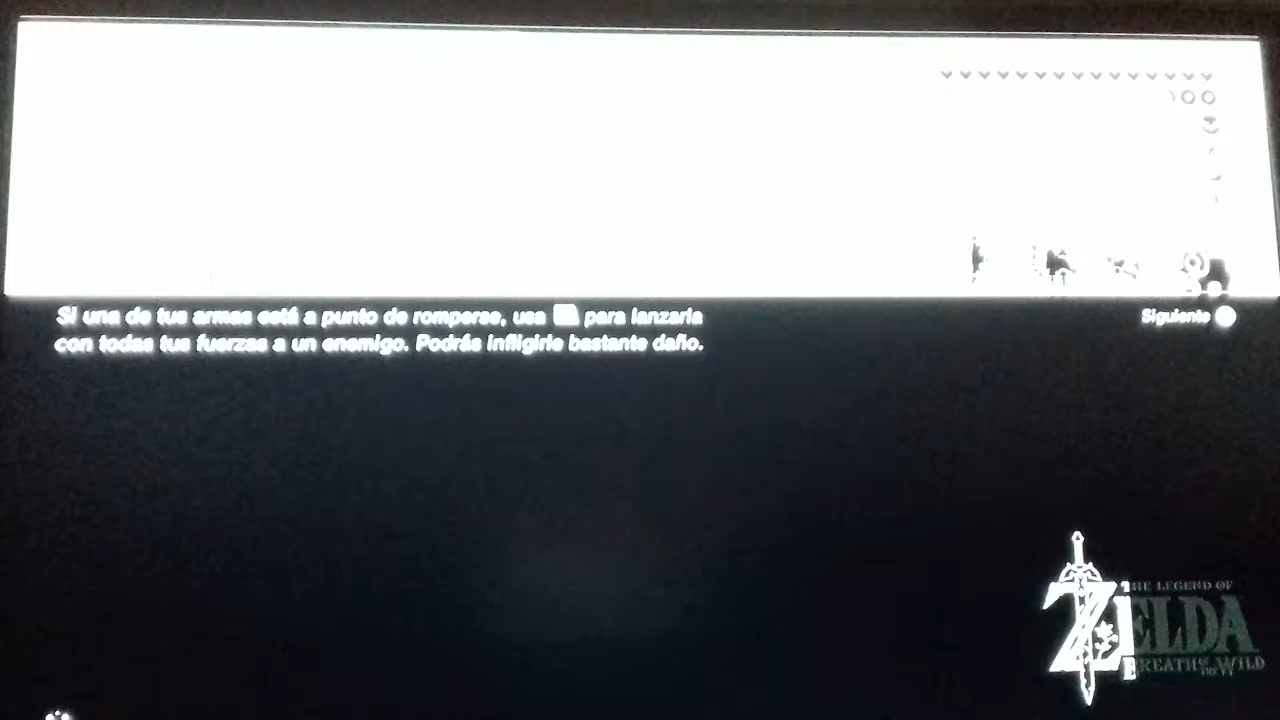 Si una de tus armas está a punto de romperse, usa para lanzarla
con todas tus fuerzas a un enemigo. Podrás infligirle bastante daño.
Siguiente
THE LEGEND OF
ZELDA
BREATH OF THE WILD